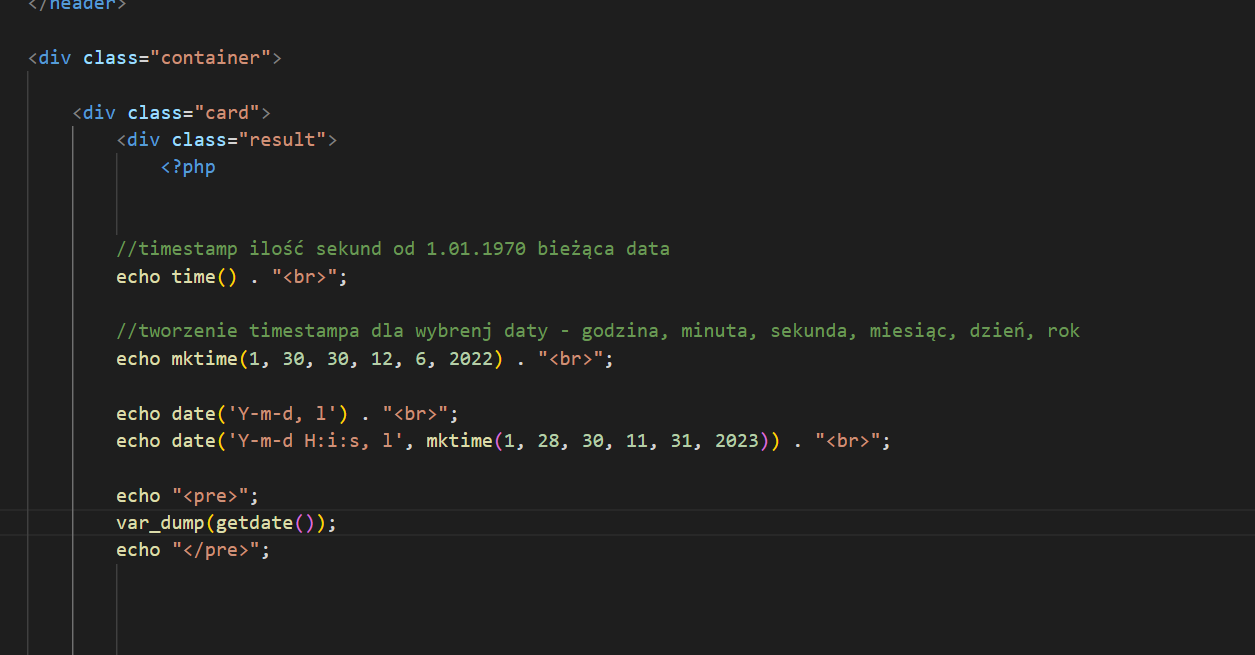 </header>
<div class="container">
<div class="card">
<div class="result">
<?php
//timestamp ilość sekund od 1.01.1970 bieżąca data
echo time() . "<br>";
//tworzenie timestampa dla wybrenj daty - godzina, minuta, sekunda, miesiąc, dzień, rok
echo mktime(1, 30, 30, 12, 6, 2022) . "<br>";
echo date('Y-m-d, l') . "<br>";
echo date('Y-m-d H:i:s, l', mktime(1, 28, 30, 11, 31, 2023)) . "<br>";
echo "<pre>";
var_dump(getdate());
echo "</pre>";